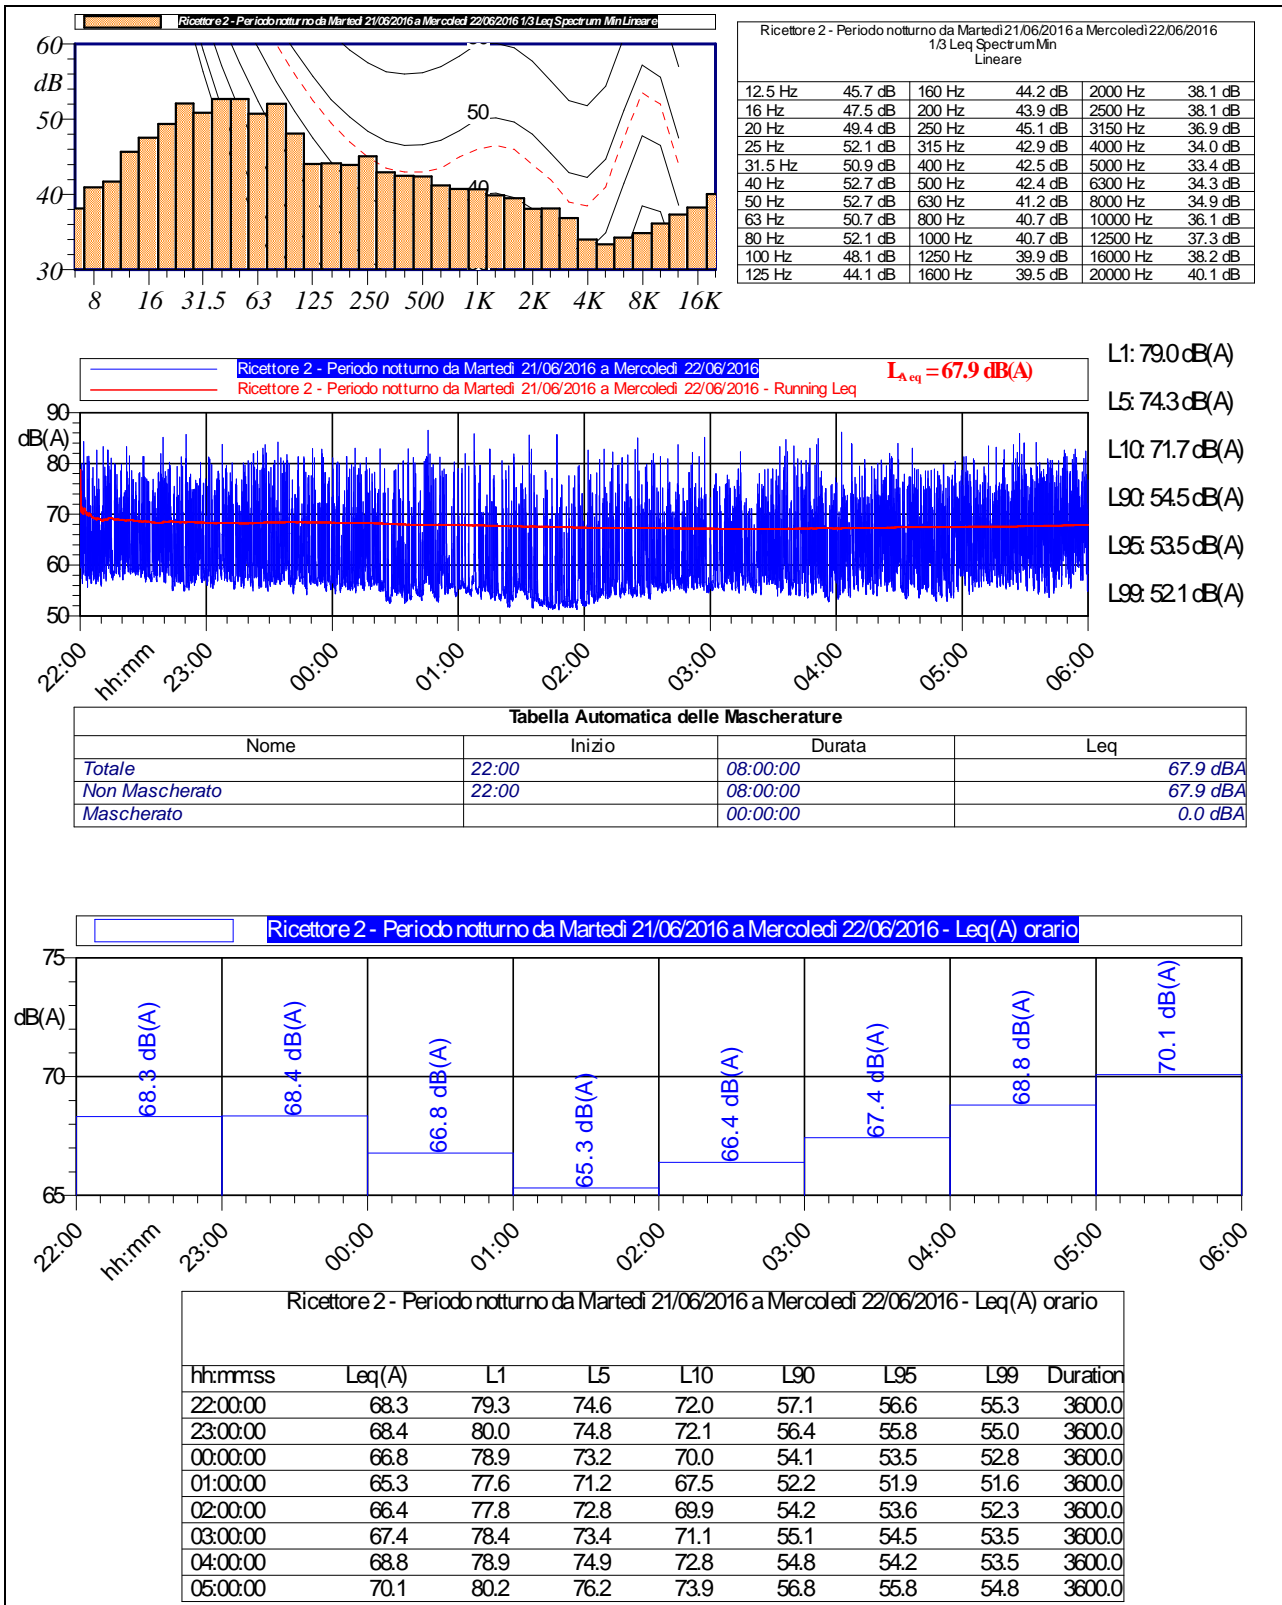 Ricettore 2 - Periodo notturno da Martedì 21/06/2016 a Mercoledì 22/06/2016 1/3 Leq Spectrum Min Lineare
60
dB
50
40
30
50
40
8 16 31.5 63 125 250 500 1K 2K 4K 8K 16K
Ricettore 2 - Periodo notturno da Martedì 21/06/2016 a Mercoledì 22/06/2016
1/3 Leq Spectrum Min
Lineare
12.5 Hz 45.7 dB 160 Hz 44.2 dB 2000 Hz 38.1 dB
16 Hz 47.5 dB 200 Hz 43.9 dB 2500 Hz 38.1 dB
20 Hz 49.4 dB 250 Hz 45.1 dB 3150 Hz 36.9 dB
25 Hz 52.1 dB 315 Hz 42.9 dB 4000 Hz 34.0 dB
31.5 Hz 50.9 dB 400 Hz 42.5 dB 5000 Hz 33.4 dB
40 Hz 52.7 dB 500 Hz 42.4 dB 6300 Hz 34.3 dB
50 Hz 52.7 dB 630 Hz 41.2 dB 8000 Hz 34.9 dB
63 Hz 50.7 dB 800 Hz 40.7 dB 10000 Hz 36.1 dB
80 Hz 52.1 dB 1000 Hz 40.7 dB 12500 Hz 37.3 dB
100 Hz 48.1 dB 1250 Hz 39.9 dB 16000 Hz 38.2 dB
125 Hz 44.1 dB 1600 Hz 39.5 dB 20000 Hz 40.1 dB
Ricettore 2 - Periodo notturno da Martedì 21/06/2016 a Mercoledì 22/06/2016
Ricettore 2 - Periodo notturno da Martedì 21/06/2016 a Mercoledì 22/06/2016 - Running Leq
LAeq = 67.9 dB(A)
90
dB(A)
80
70
60
50
22:00 hh:mm 23:00 00:00 01:00 02:00 03:00 04:00 05:00 06:00
L1: 79.0 dB(A)
L5: 74.3 dB(A)
L10: 71.7 dB(A)
L90: 54.5 dB(A)
L95: 53.5 dB(A)
L99: 52.1 dB(A)
Tabella Automatica delle Mascherature
Nome Inizio Durata Leq
Totale 22:00 08:00:00 67.9 dBA
Non Mascherato 22:00 08:00:00 67.9 dBA
Mascherato 00:00:00 0.0 dBA
Ricettore 2 - Periodo notturno da Martedì 21/06/2016 a Mercoledì 22/06/2016 - Leq(A) orario
75
dB(A)
70
65
68.3 dB(A) 68.4 dB(A) 66.8 dB(A) 65.3 dB(A) 66.4 dB(A) 67.4 dB(A) 68.8 dB(A) 70.1 dB(A)
22:00 hh:mm 23:00 00:00 01:00 02:00 03:00 04:00 05:00 06:00
Ricettore 2 - Periodo notturno da Martedì 21/06/2016 a Mercoledì 22/06/2016 - Leq(A) orario
hh:mm:ss Leq(A) L1 L5 L10 L90 L95 L99 Duration
22:00:00 68.3 79.3 74.6 72.0 57.1 56.6 55.3 3600.0
23:00:00 68.4 80.0 74.8 72.1 56.4 55.8 55.0 3600.0
00:00:00 66.8 78.9 73.2 70.0 54.1 53.5 52.8 3600.0
01:00:00 65.3 77.6 71.2 67.5 52.2 51.9 51.6 3600.0
02:00:00 66.4 77.8 72.8 69.9 54.2 53.6 52.3 3600.0
03:00:00 67.4 78.4 73.4 71.1 55.1 54.5 53.5 3600.0
04:00:00 68.8 78.9 74.9 72.8 54.8 54.2 53.5 3600.0
05:00:00 70.1 80.2 76.2 73.9 56.8 55.8 54.8 3600.0